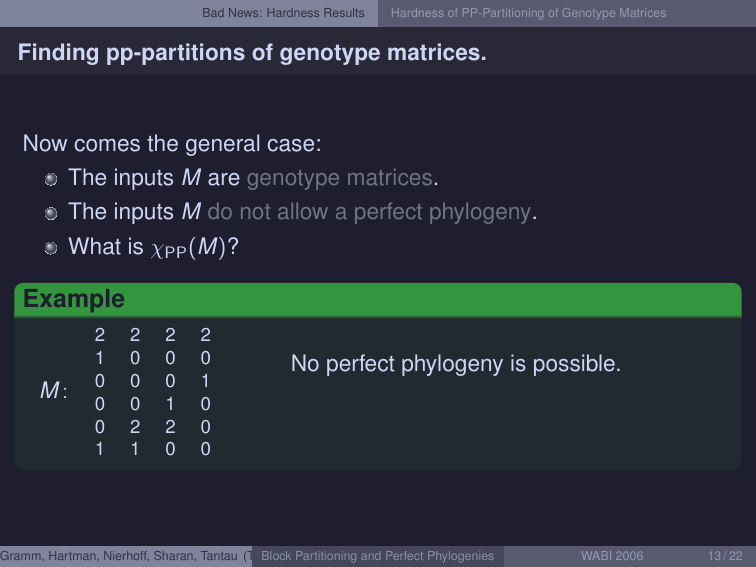 Bad News: Hardness Results Hardness of PP-Partitioning of Genotype Matrices
Finding pp-partitions of genotype matrices.
Now comes the general case:
The inputs M are genotype matrices.
The inputs M do not allow a perfect phylogeny.
What is χPP(M)?
Example
M:
2 2 2 2
1 0 0 0
0 0 0 1
0 0 1 0
0 2 2 0
1 1 0 0
No perfect phylogeny is possible.
Gramm, Hartman, Nierhoff, Sharan, Tantau (T Block Partitioning and Perfect Phylogenies WABI 2006 13 / 22